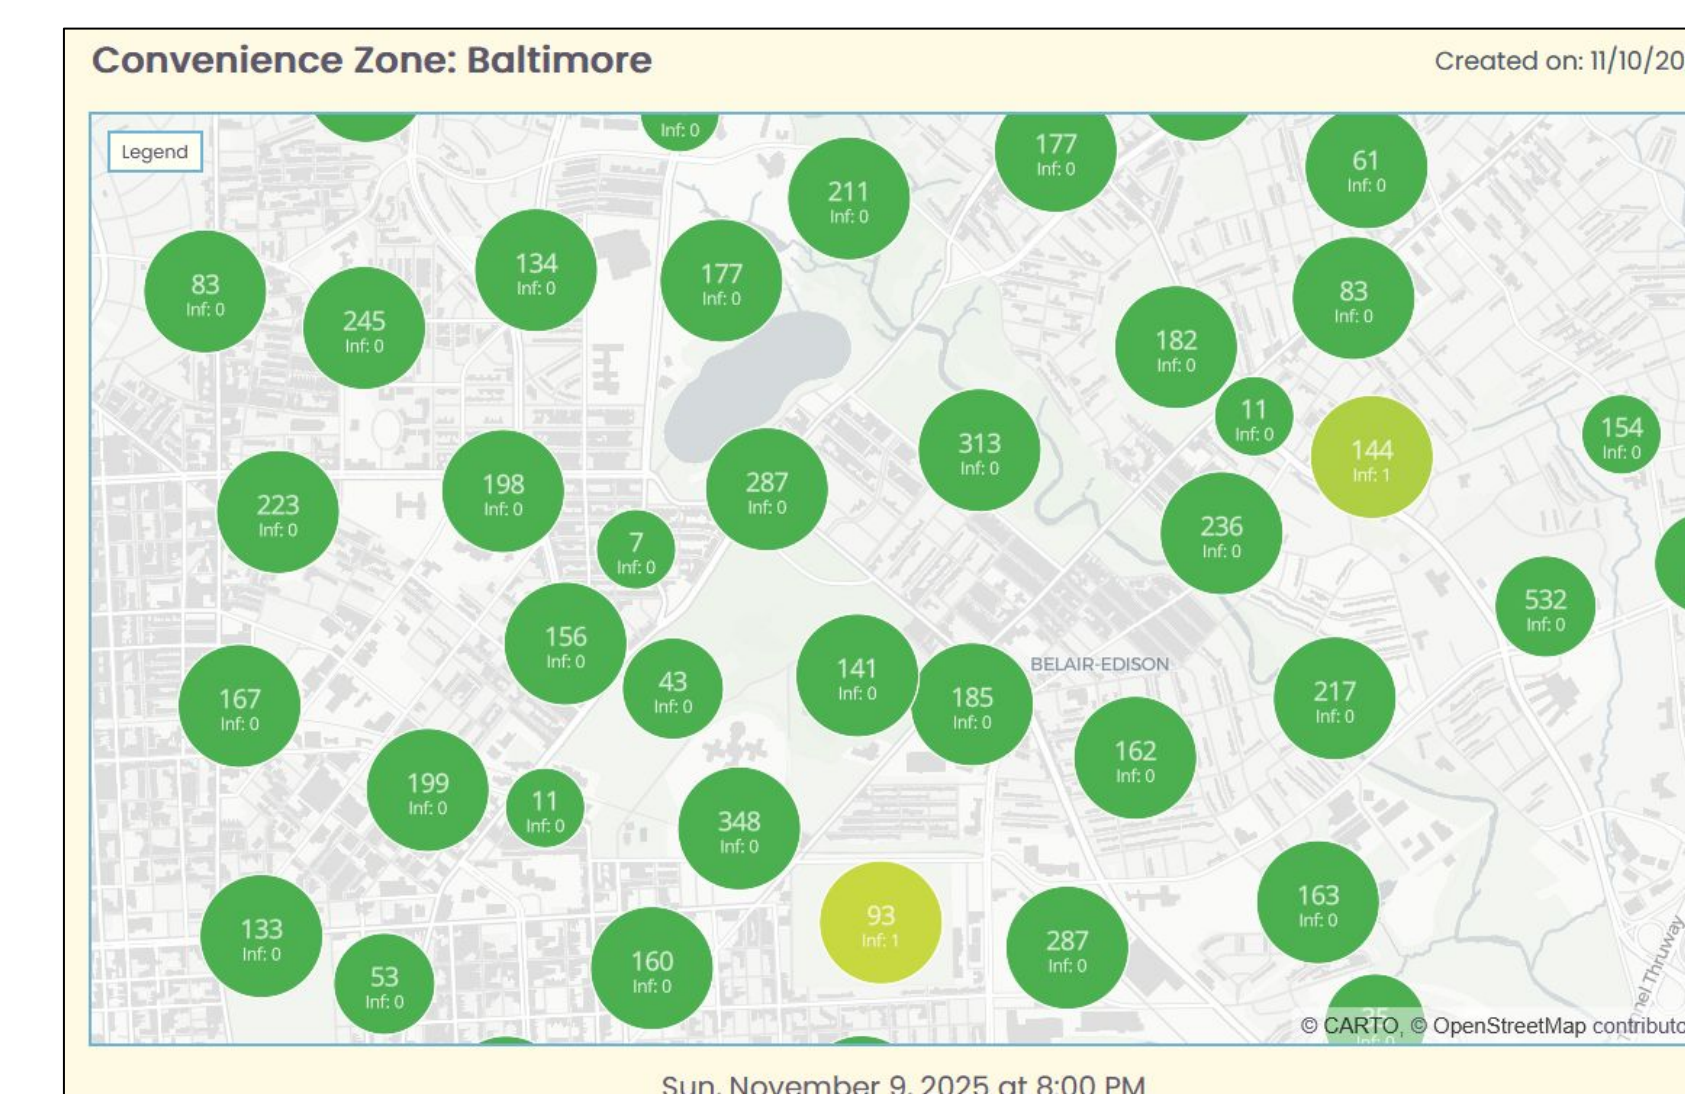 Convenience Zone: Baltimore
Created on: 11/10/20
Legend
Inf: 0
177
Inf: 0
61
Inf: 0
211
Inf: 0
134
Inf: 0
177
Inf: 0
83
Inf: 0
83
Inf: 0
245
Inf: 0
182
Inf: 0
11
Inf: 0
154
Inf: 0
313
Inf: 0
144
Inf: 1
198
Inf: 0
287
Inf: 0
223
Inf: 0
236
Inf: 0
7
Inf: 0
532
Inf: 0
156
Inf: 0
BELAIR-EDISON
141
Inf: 0
43
Inf: 0
185
Inf: 0
217
Inf: 0
167
Inf: 0
162
Inf: 0
199
Inf: 0
11
Inf: 0
348
Inf: 0
163
Inf: 0
93
Inf: 1
133
Inf: 0
287
Inf: 0
160
Inf: 0
53
Inf: 0
nel Thruway
© CARTO, © OpenStreetMap contributo
Sun, November 9, 2025 at 8:00 PM